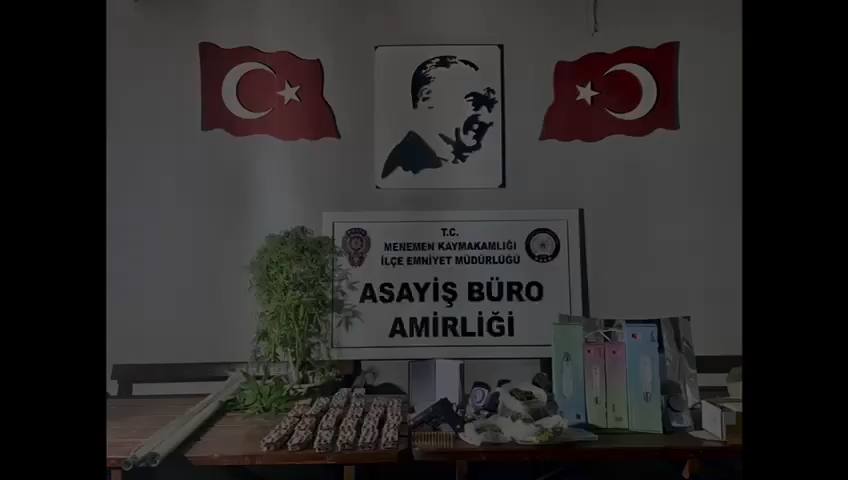 T.C.
MENEMEN KAYMAKAMLIĞI
İLÇE EMNİYET MÜDÜRLÜĞÜ
ASAYİŞ BÜRO
AMİRLİĞİ